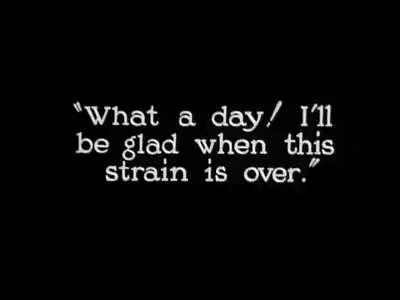 "What a day! I'll
be glad when this
strain is over."